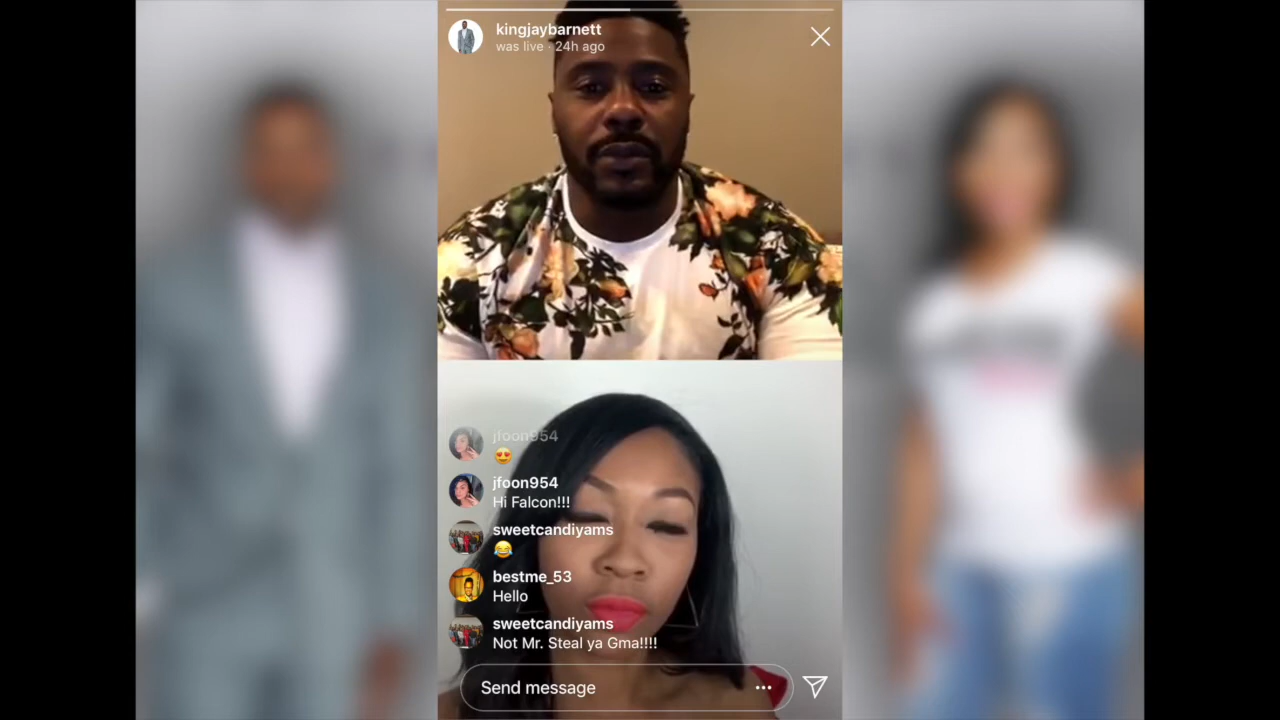 kingjaybarnett
was live · 24h ago
jfoon954
😍
jfoon954
Hi Falcon!!!
sweetcandiyams
😂
bestme_53
Hello
sweetcandiyams
Not Mr. Steal ya Gma!!!!
Send message